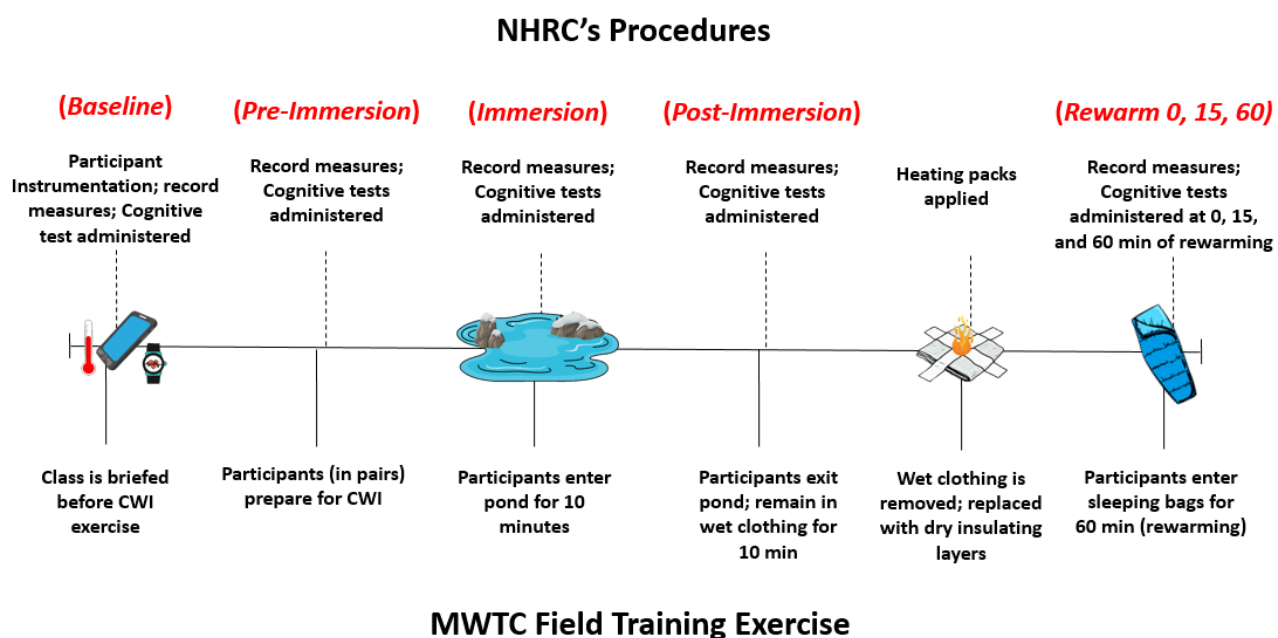 NHRC’s Procedures
(Baseline)
(Pre-Immersion)
(Immersion)
(Post-Immersion)
(Rewarm 0, 15, 60)
Participant
Instrumentation; record
measures; Cognitive
test administered
Record measures;
Cognitive tests
administered
Record measures;
Cognitive tests
administered
Record measures;
Cognitive tests
administered
Heating packs
applied
Record measures;
Cognitive tests
administered at 0, 15,
and 60 min of rewarming
Class is briefed
before CWI
exercise
Participants (in pairs)
prepare for CWI
Participants enter
pond for 10
minutes
Participants exit
pond; remain in
wet clothing for
10 min
Wet clothing is
removed; replaced
with dry insulating
layers
Participants enter
sleeping bags for
60 min (rewarming)
MWTC Field Training Exercise